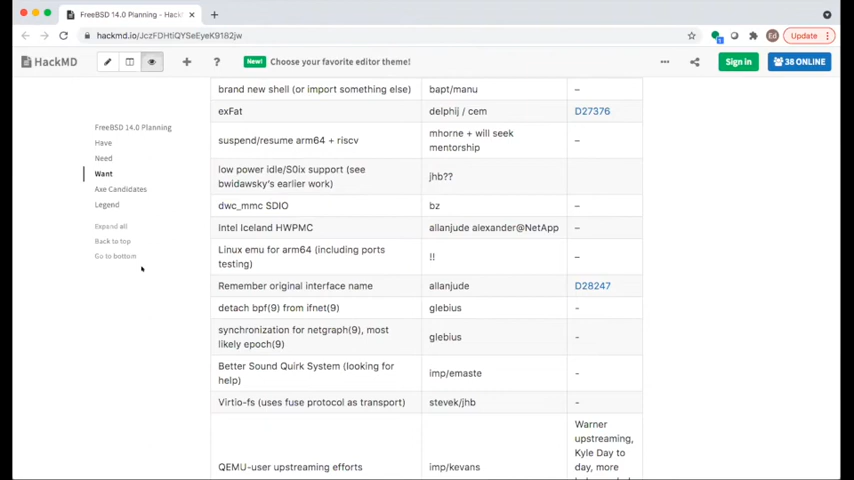 FreeBSD 14.0 Planning - HackMD
hackmd.io/JczFDHtiQYSeEyeK9182jw
Ed
Update
HackMD
New! Choose your favorite editor theme!
Sign in
38 ONLINE
FreeBSD 14.0 Planning
Have
Need
Want
Axe Candidates
Legend
Expand all
Back to top
Go to bottom
brand new shell (or import something else) bapt/manu –
exFat delphij / cem D27376
suspend/resume arm64 + riscv mhorne + will seek
mentorship –
low power idle/S0ix support (see
bwidawsky's earlier work) jhb??
dwc_mmc SDIO bz –
Intel Iceland HWPMC allanjude alexander@NetApp –
Linux emu for arm64 (including ports
testing) !! –
Remember original interface name allanjude D28247
detach bpf(9) from ifnet(9) glebius -
synchronization for netgraph(9), most
likely epoch(9) glebius -
Better Sound Quirk System (looking for
help) imp/emaste -
Virtio-fs (uses fuse protocol as transport) stevek/jhb -
QEMU-user upstreaming efforts imp/kevans
Warner
upstreaming,
Kyle Day to
day, more